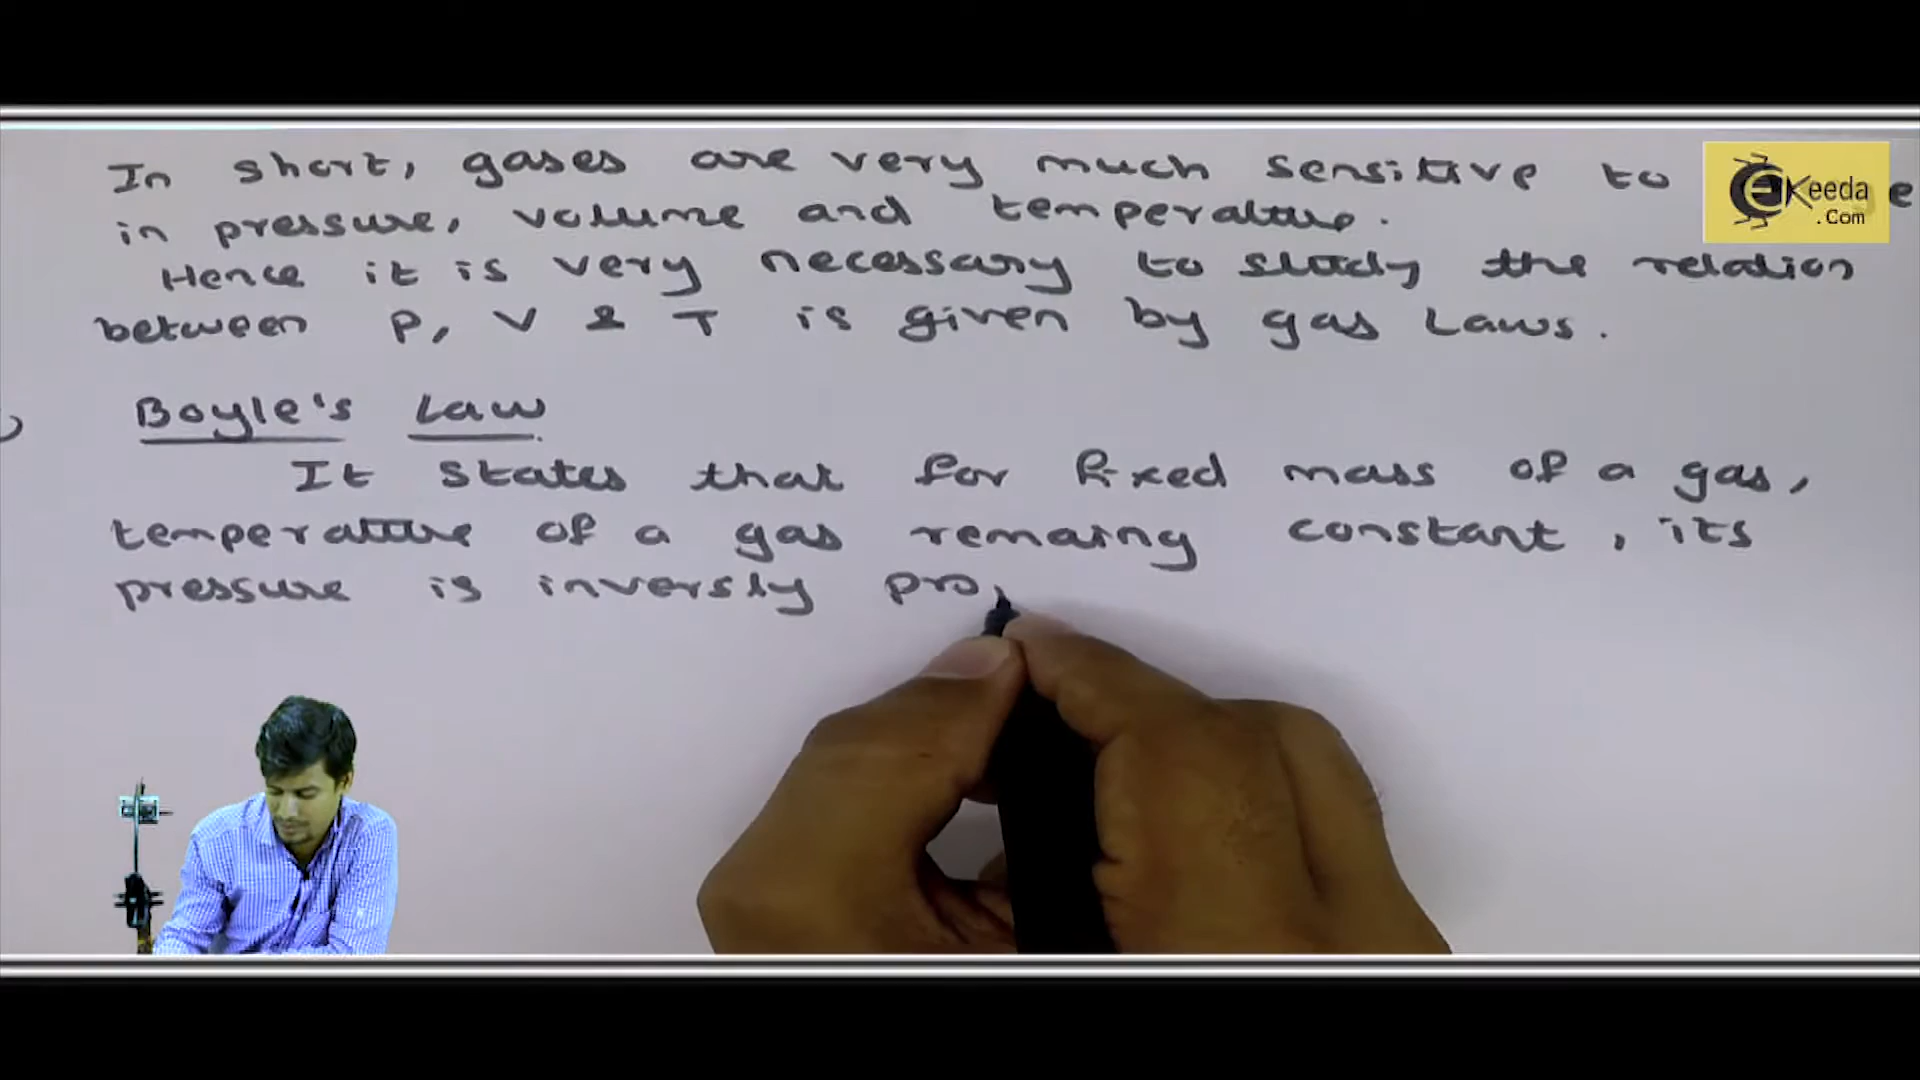 In short, gases are very much sensitive to
in pressure, volume and temperature.
Hence it is very necessary to study the relation
between P, V & T is given by gas Laws.
Boyle's Law
It states that for fixed mass of a gas,
temperature of a gas remaing constant, its
pressure is inversly pro
eKeeda
.Com